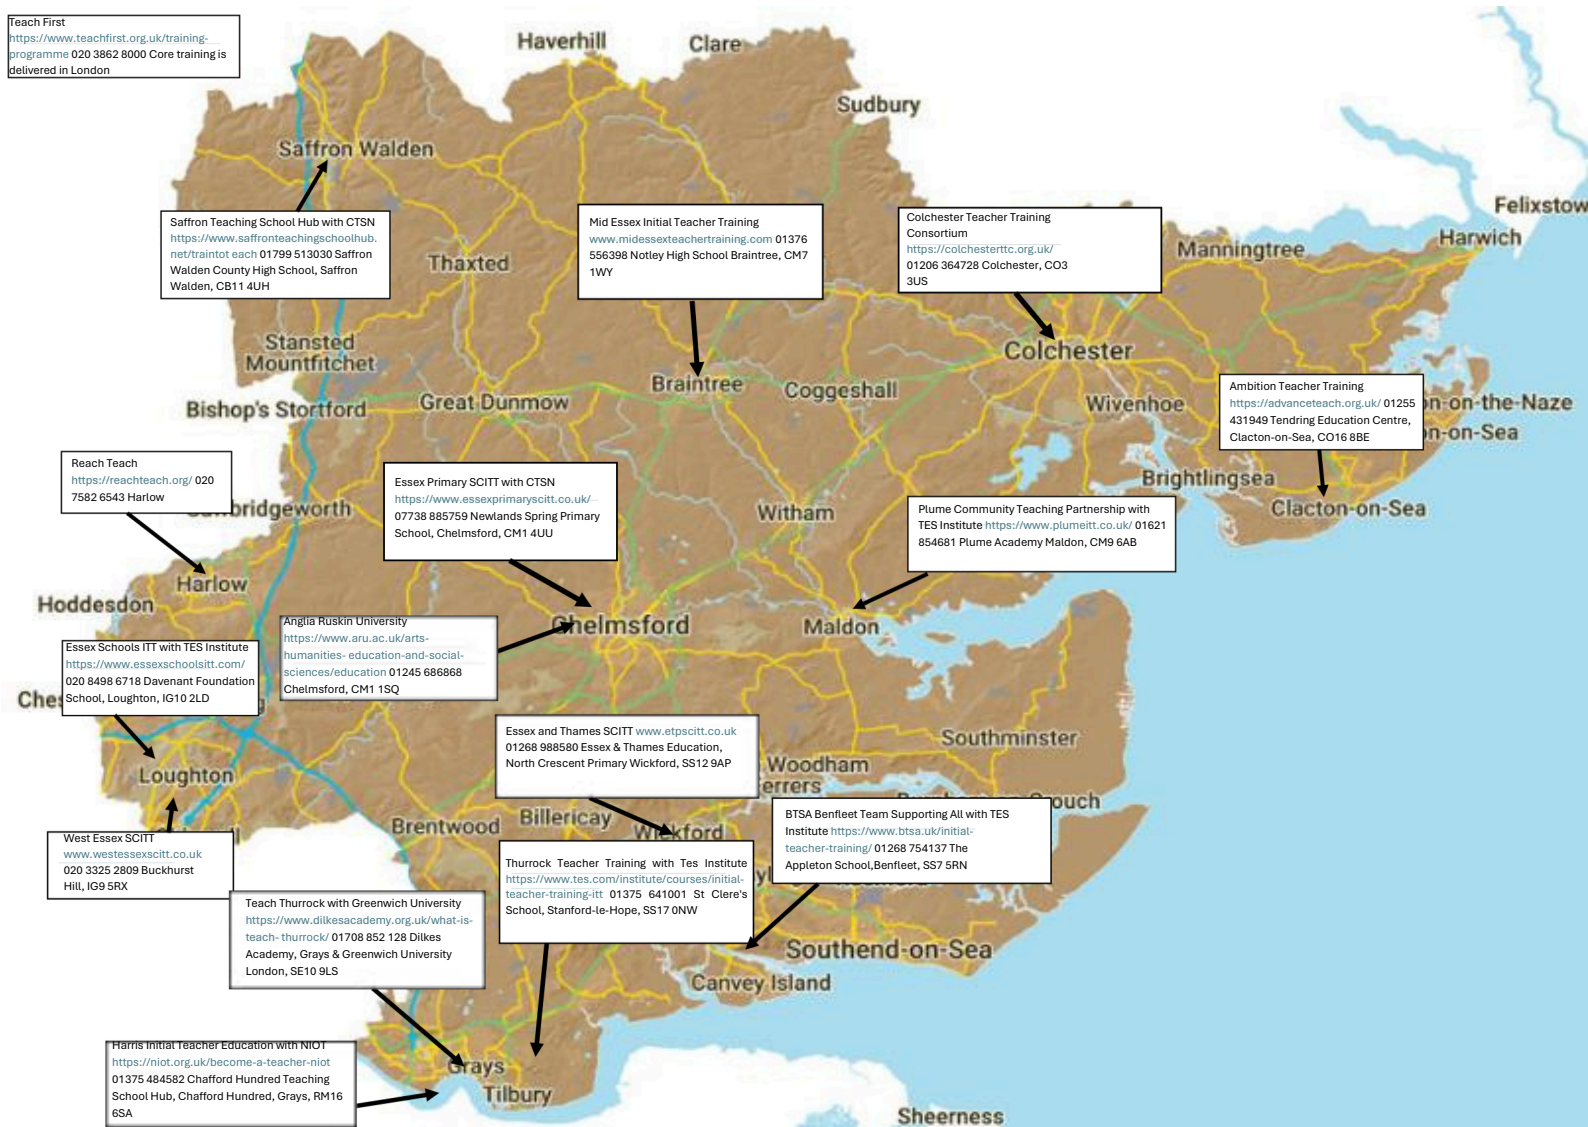 Teach First
https://www.teachfirst.org.uk/training-
programme 020 3862 8000 Core training is
delivered in London
Haverhill
Clare
Sudbury
Saffron Walden
Felixstow
Saffron Teaching School Hub with CTSN
https://www.saffronteachingschoolhub.
net/traintot each 01799 513030 Saffron
Walden County High School, Saffron
Walden, CB11 4UH
Mid Essex Initial Teacher Training
www.midessexteachertraining.com 01376
556398 Notley High School Braintree, CM7
1WY
Colchester Teacher Training
Consortium
https://colchesterttc.org.uk/
01206 364728 Colchester, CO3
3US
Harwich
Manningtree
Thaxted
Stansted
Mountfitchet
Colchester
Braintree
Coggeshall
Bishop's Stortford
Great Dunmow
Wivenhoe
Ambition Teacher Training
https://advanceteach.org.uk/ 01255
431949 Tendring Education Centre,
Clacton-on-Sea, CO16 8BE
on-on-the-Naze
on-on-Sea
Reach Teach
https://reachteach.org/ 020
7582 6543 Harlow
bridgeworth
Essex Primary SCITT with CTSN
https://www.essexprimaryscitt.co.uk/
07738 885759 Newlands Spring Primary
School, Chelmsford, CM1 4UU
Brightlingsea
Clacton-on-Sea
Witham
Plume Community Teaching Partnership with
TES Institute https://www.plumeitt.co.uk/ 01621
854681 Plume Academy Maldon, CM9 6AB
Harlow
Hoddesdon
Chelmsford
Maldon
Anglia Ruskin University
https://www.aru.ac.uk/arts-
humanities- education-and-social-
sciences/education 01245 686868
Chelmsford, CM1 1SQ
Essex Schools ITT with TES Institute
https://www.essexschoolsitt.com/
020 8498 6718 Davenant Foundation
School, Loughton, IG10 2LD
Ches
Essex and Thames SCITT www.etpscitt.co.uk
01268 988580 Essex & Thames Education,
North Crescent Primary Wickford, SS12 9AP
Southminster
Woodham
errers
Loughton
ouch
Billericay
Brentwood
Wickford
BTSA Benfleet Team Supporting All with TES
Institute https://www.btsa.uk/initial-
teacher-training/ 01268 754137 The
Appleton School,Benfleet, SS7 5RN
West Essex SCITT
www.westessexscitt.co.uk
020 3325 2809 Buckhurst
Hill, IG9 5RX
Thurrock Teacher Training with Tes Institute
https://www.tes.com/institute/courses/initial-
teacher-training-itt 01375 641001 St Clere's
School, Stanford-le-Hope, SS17 0NW
Teach Thurrock with Greenwich University
https://www.dilkesacademy.org.uk/what-is-
teach- thurrock/ 01708 852 128 Dilkes
Academy, Grays & Greenwich University
London, SE10 9LS
Southend-on-Sea
Canvey Island
Harris Initial Teacher Education with NIOT
https://niot.org.uk/become-a-teacher-niot
01375 484582 Chafford Hundred Teaching
School Hub, Chafford Hundred, Grays, RM16
6SA
Grays
Tilbury
Sheerness